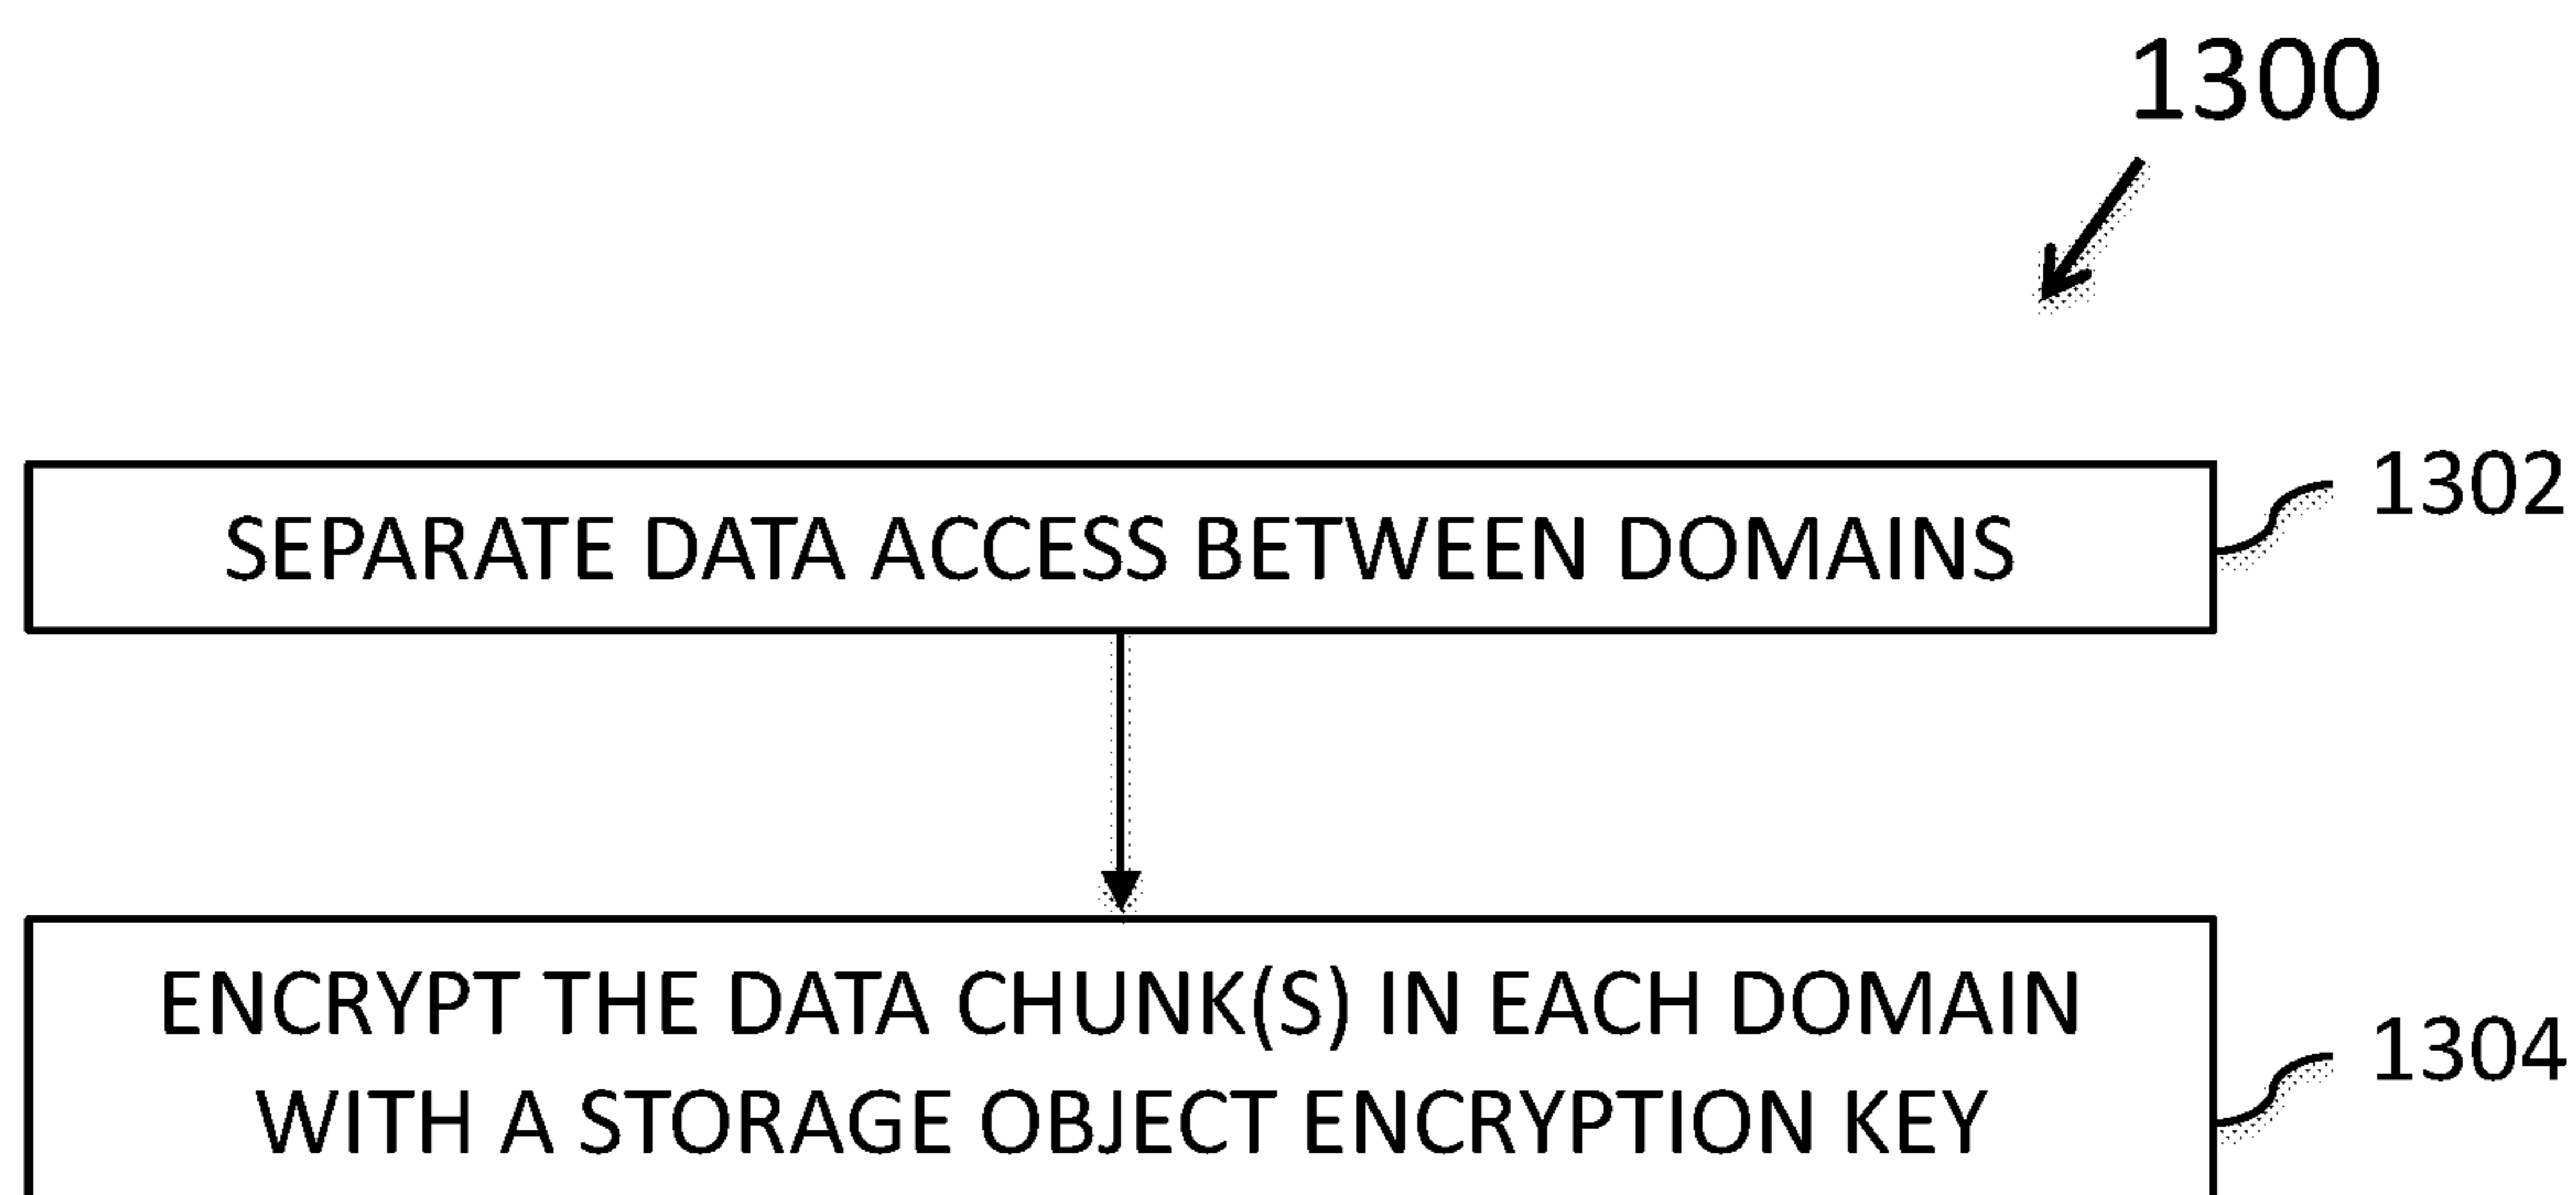 1300
SEPARATE DATA ACCESS BETWEEN DOMAINS
1302
ENCRYPT THE DATA CHUNK(S) IN EACH DOMAIN
WITH A STORAGE OBJECT ENCRYPTION KEY
1304